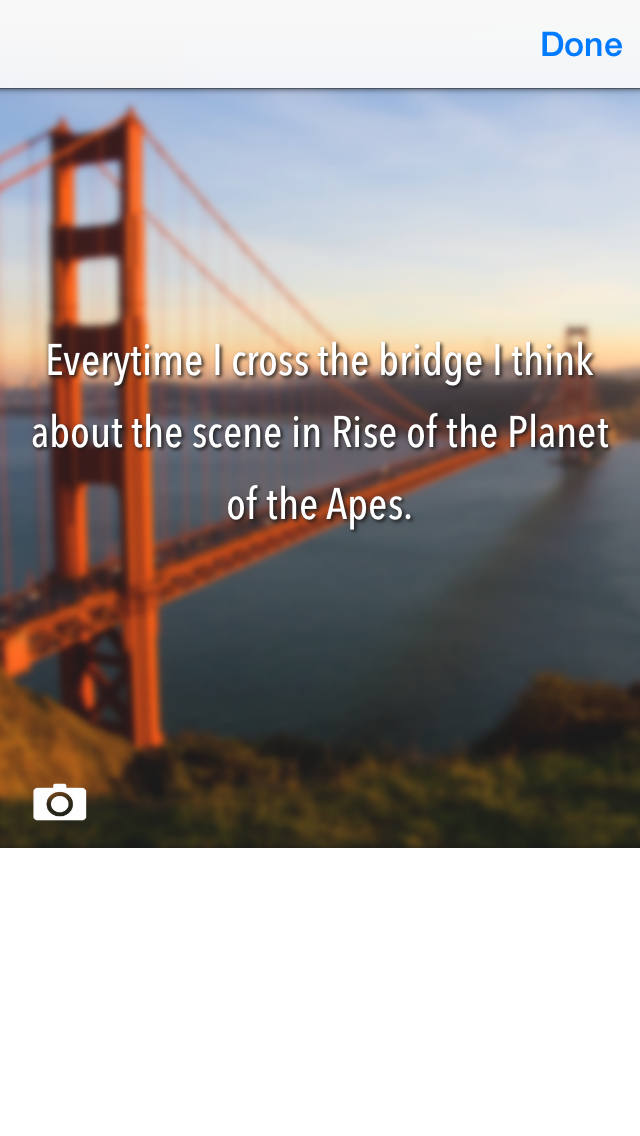 Done
Everytime I cross the bridge I think
about the scene in Rise of the Planet
of the Apes.